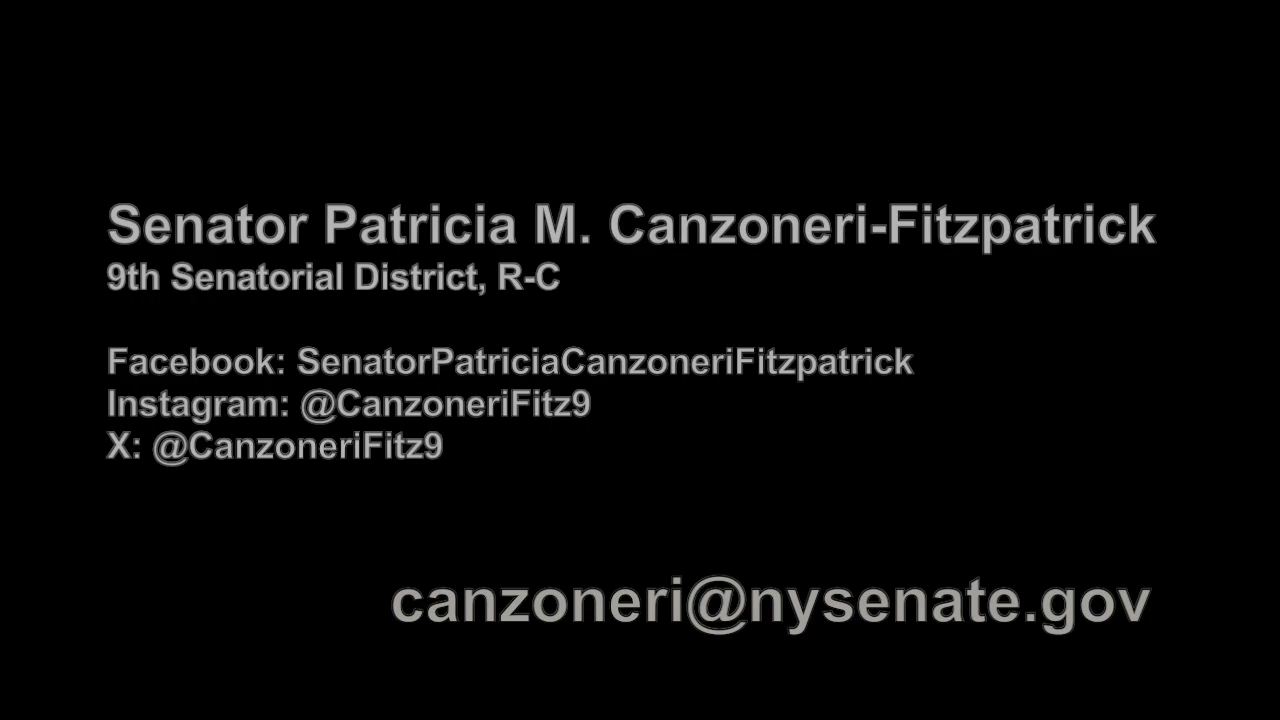 Senator Patricia M. Canzoneri-Fitzpatrick
9th Senatorial District, R-C
Facebook: SenatorPatriciaCanzoneriFitzpatrick
Instagram: @CanzoneriFitz9
X: @CanzoneriFitz9
canzoneri@nysenate.gov